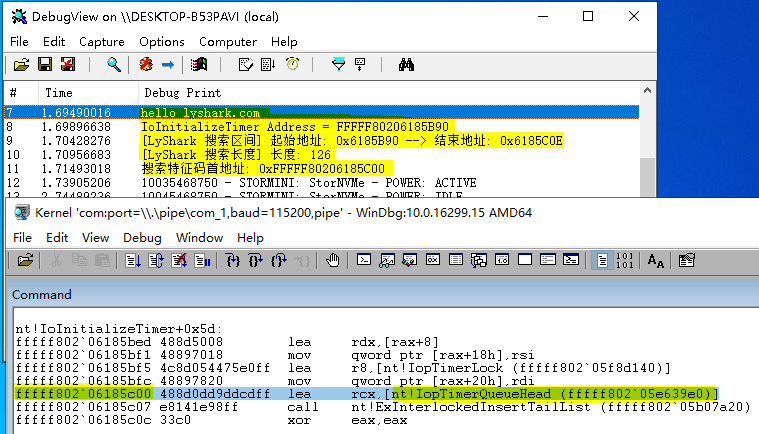 DebugView on \\DESKTOP-B53PAVI (local)
File Edit Capture Options Computer Help
# Time Debug Print
7 1.69490016 hello lyshark.com
8 1.69896638 IoInitializeTimer Address = FFFFF80206185B90
9 1.70428276 [LyShark 搜索区间] 起始地址: 0x6185B90 --> 结束地址: 0x6185C0E
10 1.70956683 [LyShark 搜索长度] 长度: 126
11 1.71493018 搜索特征码首地址: 0xFFFFF80206185C00
12 1.73905206 10035468750 - STORMINI: StorNVMe - POWER: ACTIVE
Kernel 'com:port=\\.\pipe\com_1,baud=115200,pipe' - WinDbg:10.0.16299.15 AMD64
File Edit View Debug Window Help
Command
nt!IoInitializeTimer+0x5d:
fffff802`06185bed 488d5008 lea rdx,[rax+8]
fffff802`06185bf1 48897018 mov qword ptr [rax+18h],rsi
fffff802`06185bf5 4c8d054475e0ff lea r8,[nt!IopTimerLock (fffff802`05f8d140)]
fffff802`06185bfc 48897820 mov qword ptr [rax+20h],rdi
fffff802`06185c00 488d0dd9ddcdff lea rcx,[nt!IopTimerQueueHead (fffff802`05e639e0)]
fffff802`06185c07 e8141e98ff call nt!ExInterlockedInsertTailList (fffff802`05b07a20)
fffff802`06185c0c 33c0 xor eax,eax